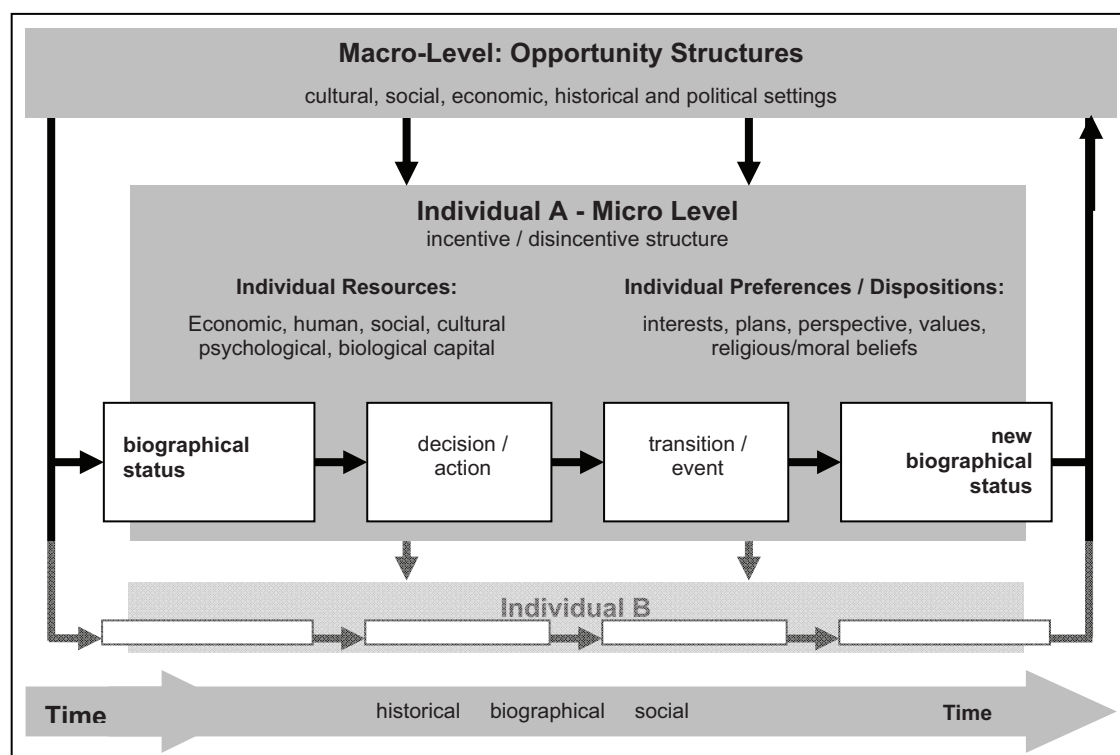 Macro-Level: Opportunity Structures
cultural, social, economic, historical and political settings
Individual A - Micro Level
incentive / disincentive structure
Individual Resources:
Economic, human, social, cultural
psychological, biological capital
Individual Preferences / Dispositions:
interests, plans, perspective, values,
religious/moral beliefs
biographical
status
decision /
action
transition /
event
new
biographical
status
Individual B
Time
historical biographical social
Time